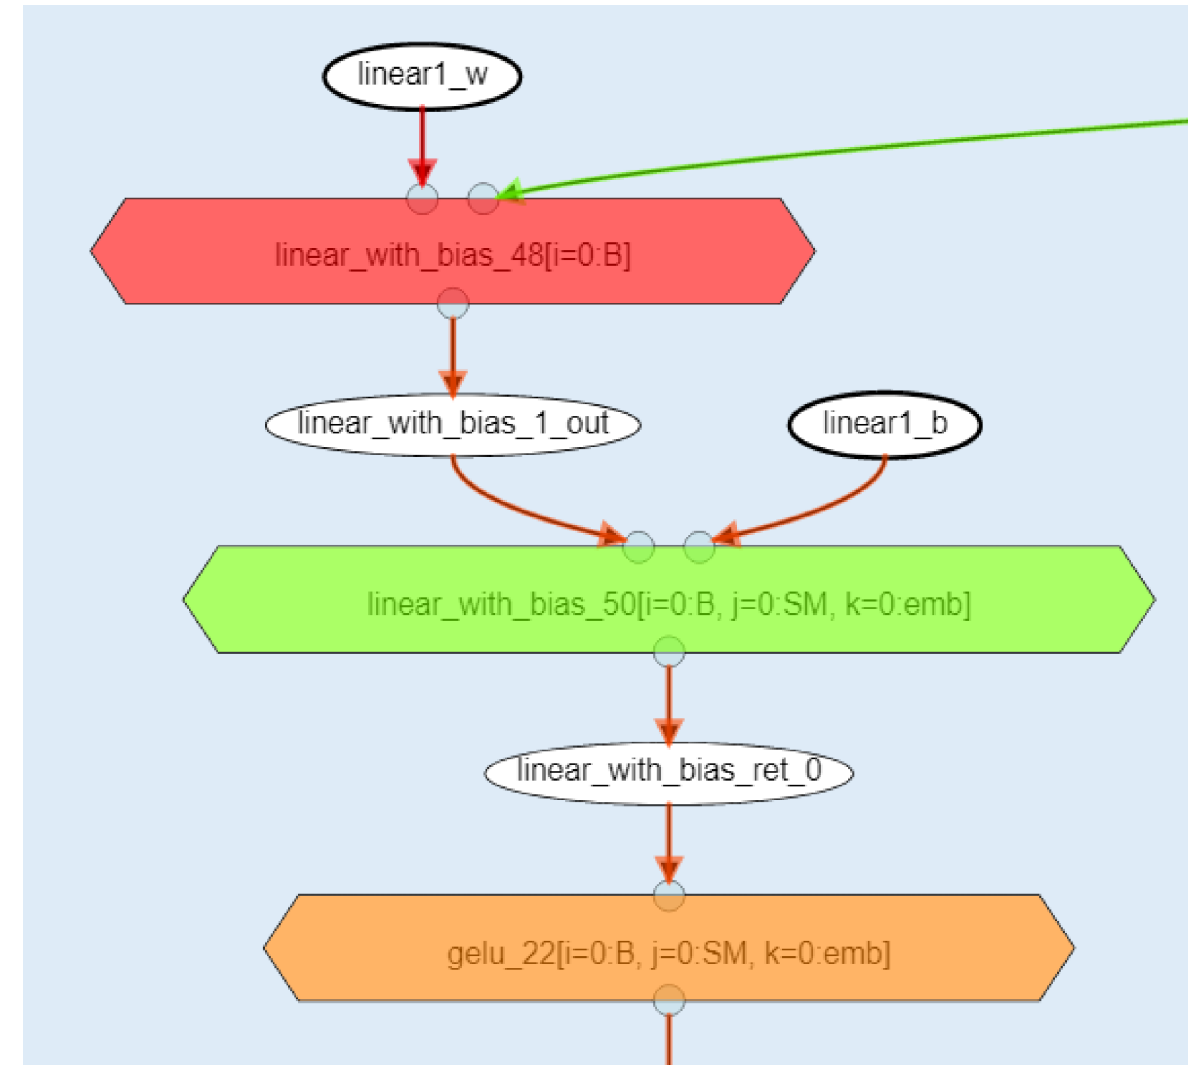 linear1_w
linear_with_bias_48[i=0:B]
linear_with_bias_1_out
linear1_b
linear_with_bias_50[i=0:B, j=0:SM, k=0:emb]
linear_with_bias_ret_0
gelu_22[i=0:B, j=0:SM, k=0:emb]